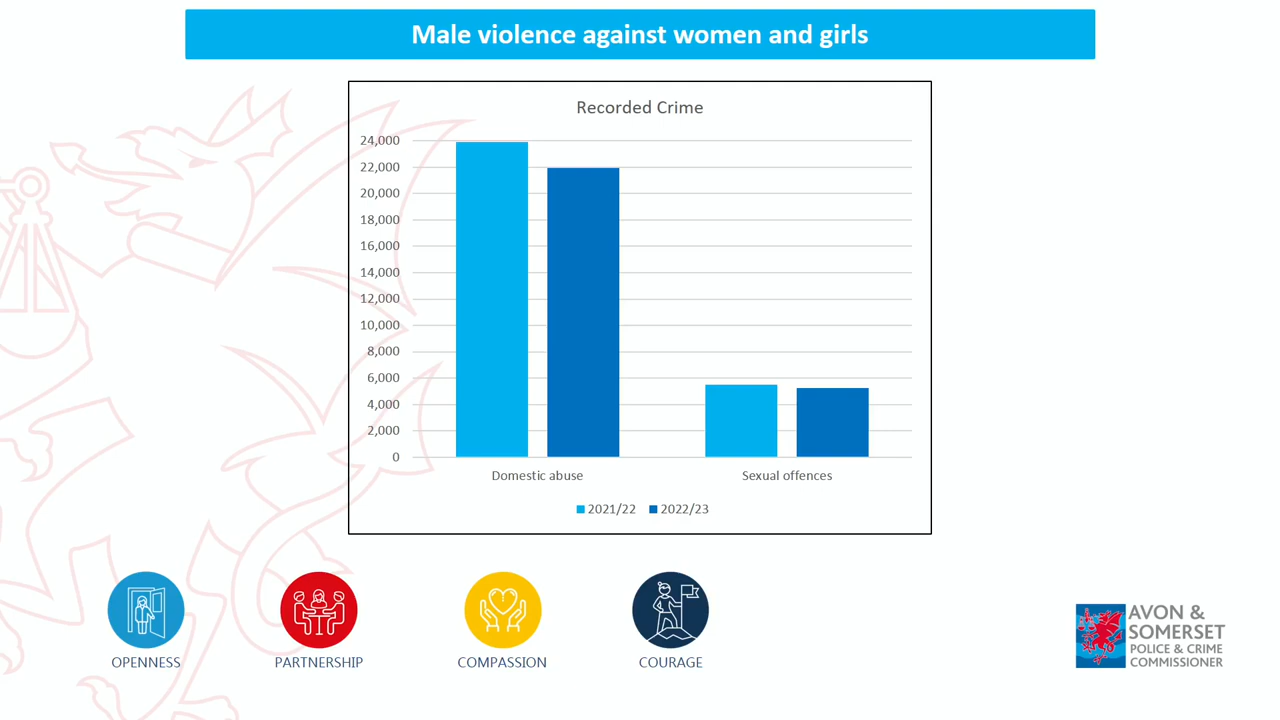 Male violence against women and girls
Recorded Crime
24,000
22,000
20,000
18,000
16,000
14,000
12,000
10,000
8,000
6,000
4,000
2,000
0
Domestic abuse
Sexual offences
2021/22
2022/23
OPENNESS
PARTNERSHIP
COMPASSION
COURAGE
AVON &
SOMERSET
POLICE & CRIME
COMMISSIONER